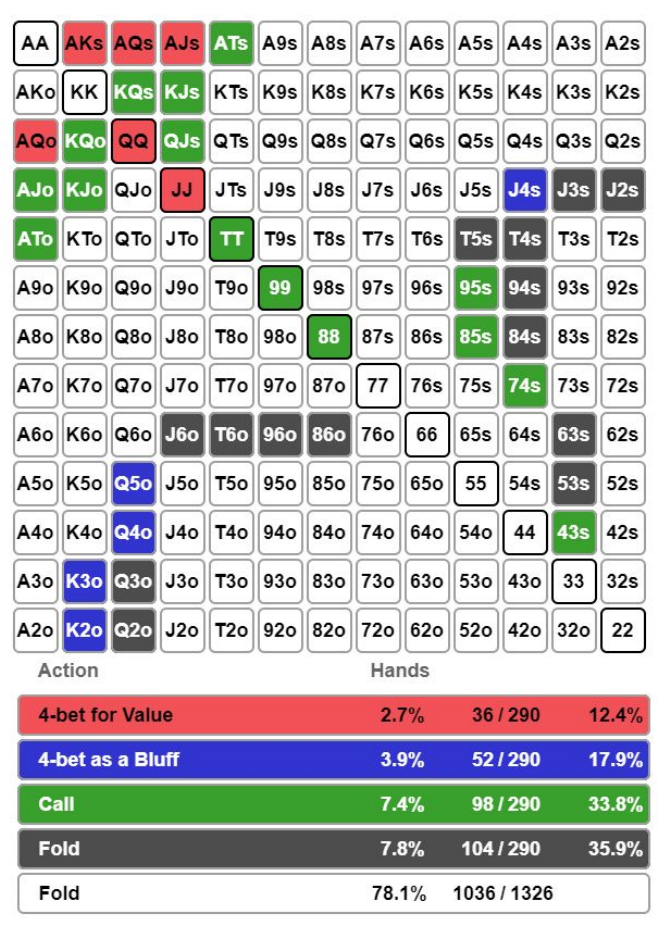 AA AKs AQs AJs ATs A9s A8s A7s A6s A5s A4s A3s A2s
AKo KK KQs KJs KTs K9s K8s K7s K6s K5s K4s K3s K2s
AQo KQo QQ QJs QTs Q9s Q8s Q7s Q6s Q5s Q4s Q3s Q2s
AJo KJo QJo JJ JTs J9s J8s J7s J6s J5s J4s J3s J2s
ATo KTo QTo JTo TT T9s T8s T7s T6s T5s T4s T3s T2s
A9o K9o Q9o J9o T9o 99 98s 97s 96s 95s 94s 93s 92s
A8o K8o Q8o J8o T8o 98o 88 87s 86s 85s 84s 83s 82s
A7o K7o Q7o J7o T7o 97o 87o 77 76s 75s 74s 73s 72s
A6o K6o Q6o J6o T6o 96o 86o 76o 66 65s 64s 63s 62s
A5o K5o Q5o J5o T5o 95o 85o 75o 65o 55 54s 53s 52s
A4o K4o Q4o J4o T4o 94o 84o 74o 64o 54o 44 43s 42s
A3o K3o Q3o J3o T3o 93o 83o 73o 63o 53o 43o 33 32s
A2o K2o Q2o J2o T2o 92o 82o 72o 62o 52o 42o 32o 22
Action Hands
4-bet for Value 2.7% 36 / 290 12.4%
4-bet as a Bluff 3.9% 52 / 290 17.9%
Call 7.4% 98 / 290 33.8%
Fold 7.8% 104 / 290 35.9%
Fold 78.1% 1036 / 1326